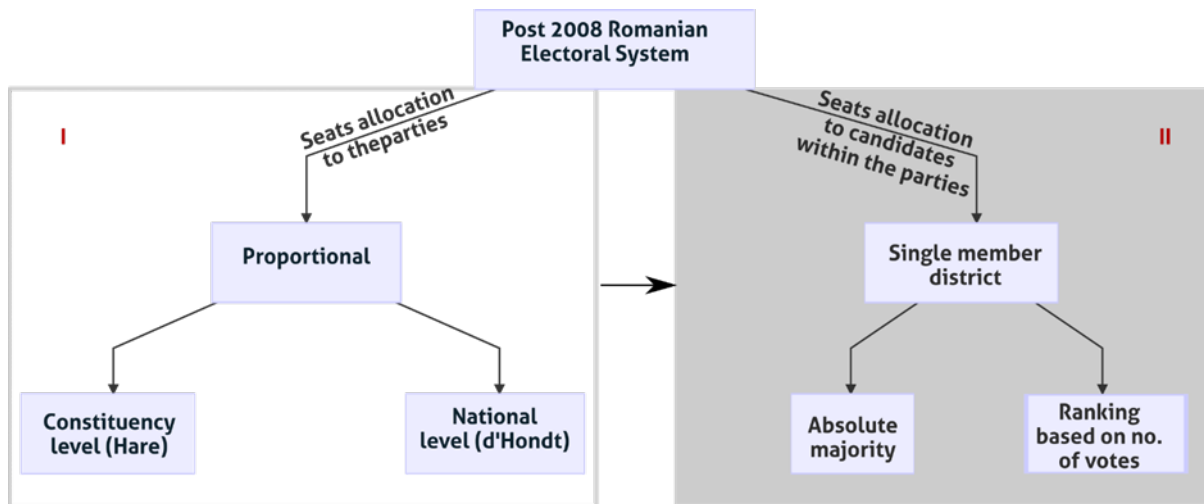 Post 2008 Romanian
Electoral System
I
Seats allocation
to theparties
Seats allocation
to candidates
within the parties
II
Proportional
Single member
district
Constituency
level (Hare)
National
level (d'Hondt)
Absolute
majority
Ranking
based on no.
of votes